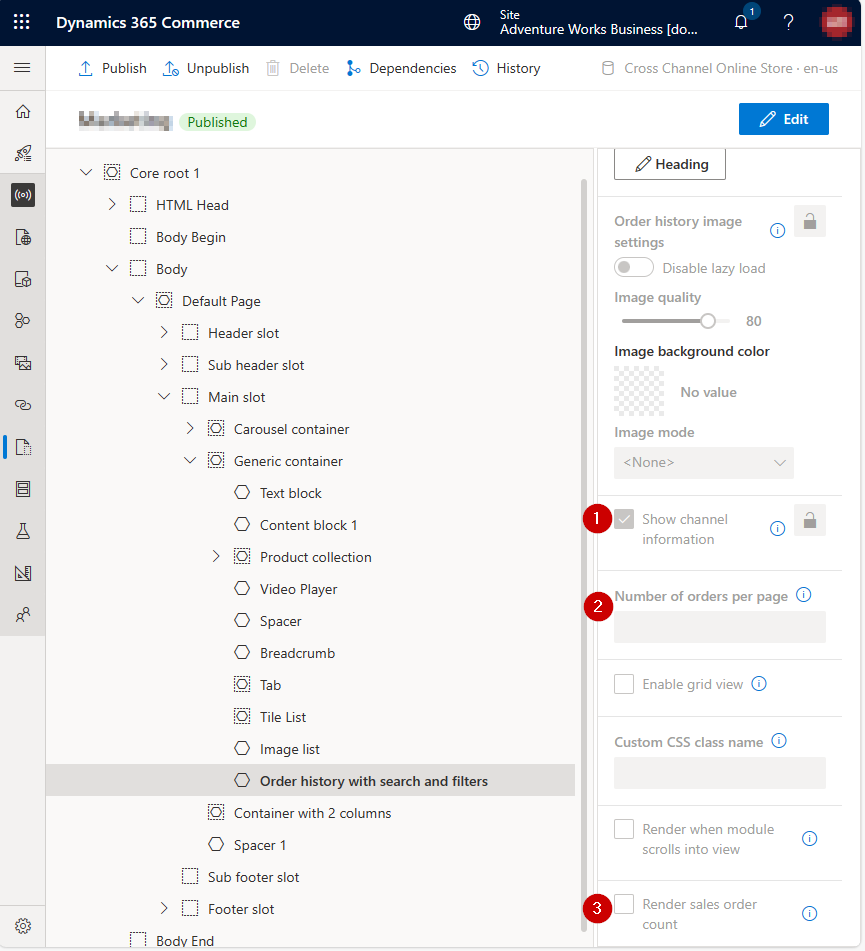 Dynamics 365 Commerce
Site
Adventure Works Business [do...
1
?
Publish
Unpublish
Delete
Dependencies
History
Cross Channel Online Store · en-us
Published
Edit
Core root 1
HTML Head
Body Begin
Body
Default Page
Header slot
Sub header slot
Main slot
Carousel container
Generic container
Text block
Content block 1
Product collection
Video Player
Spacer
Breadcrumb
Tab
Tile List
Image list
Order history with search and filters
Container with 2 columns
Spacer 1
Sub footer slot
Footer slot
Body End
Heading
Order history image
settings
Disable lazy load
Image quality
80
Image background color
No value
Image mode
<None>
1
Show channel
information
2
Number of orders per page
Enable grid view
Custom CSS class name
Render when module
scrolls into view
3
Render sales order
count